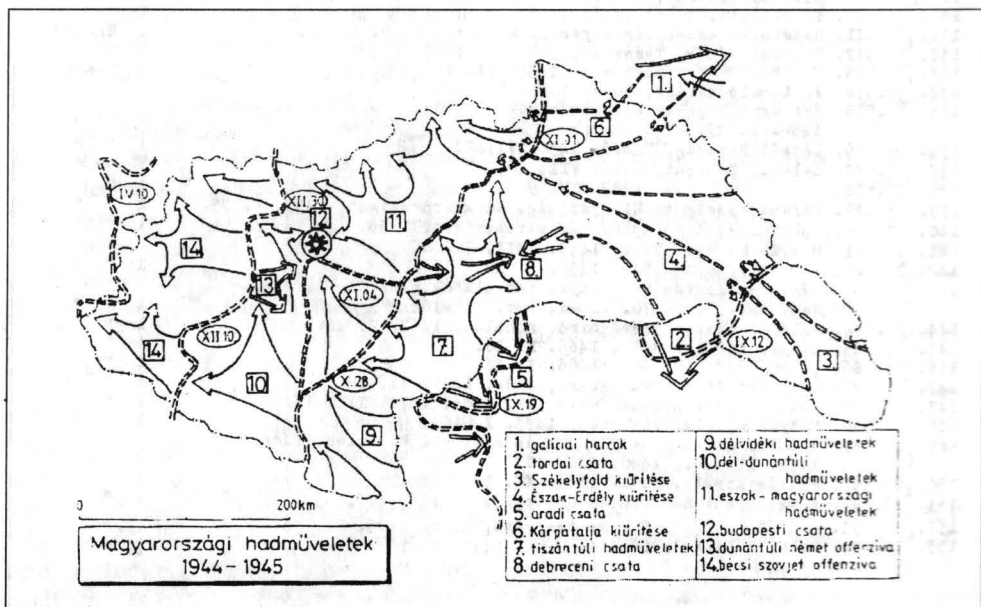 1.
6
XI.01
IV.10
XII.30
12
11
14
8
4
13
XI.04
XII.10
14
7.
2
IX.12
3.
10
X.28
5
IX.19
9
0 200km
Magyarországi hadműveletek
1944-1945
1. galiciai harcok
2. tordai csata
3. Székelyföld kiürítése
4. Észak-Erdély kiürítése
5. aradi csata
6. Kárpátalja kiürítése
7. tiszántúli hadműveletek
8. debreceni csata
9. délvidéki hadműveletek
10. dél-dunántúli
hadműveletek
11. eszak-magyarországi
hadműveletek
12. budapesti csata
13. dunántúli német offenziva
14. bécsi szovjet offenziva